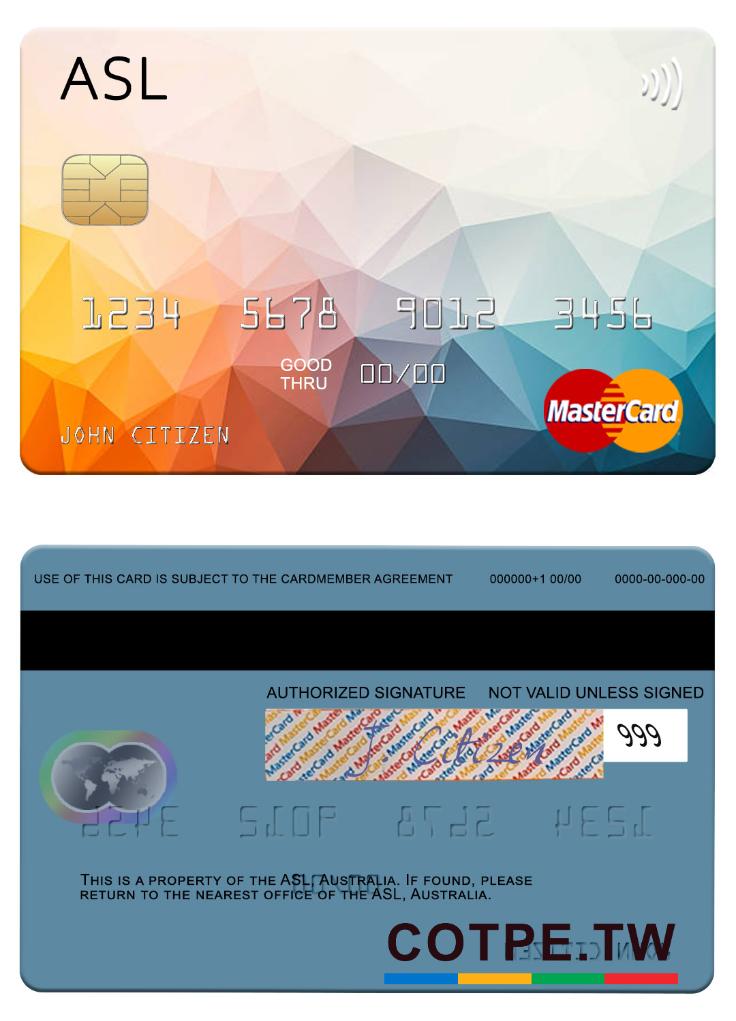 ASL
1234 5678 9012 3456
GOOD THRU 00/00
JOHN CITIZEN
MasterCard
USE OF THIS CARD IS SUBJECT TO THE CARDMEMBER AGREEMENT 000000+1 00/00 0000-00-000-00
AUTHORIZED SIGNATURE NOT VALID UNLESS SIGNED
J. Citizen 999
THIS IS A PROPERTY OF THE ASL, AUSTRALIA. IF FOUND, PLEASE
RETURN TO THE NEAREST OFFICE OF THE ASL, AUSTRALIA.
COTPE.TW